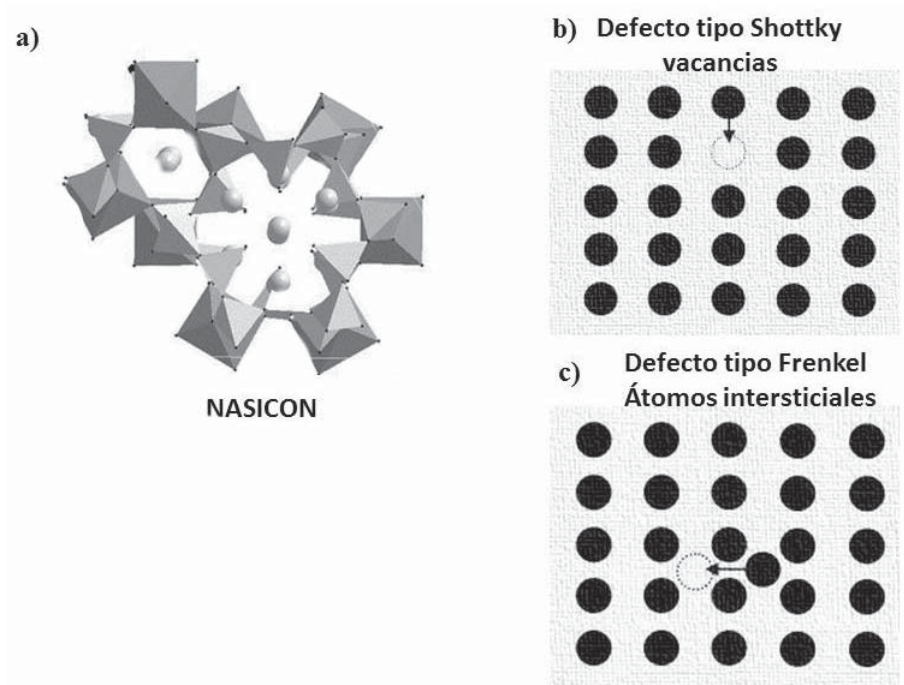 a)
NASICON
b) Defecto tipo Shottky
vacancias
c) Defecto tipo Frenkel
Átomos intersticiales